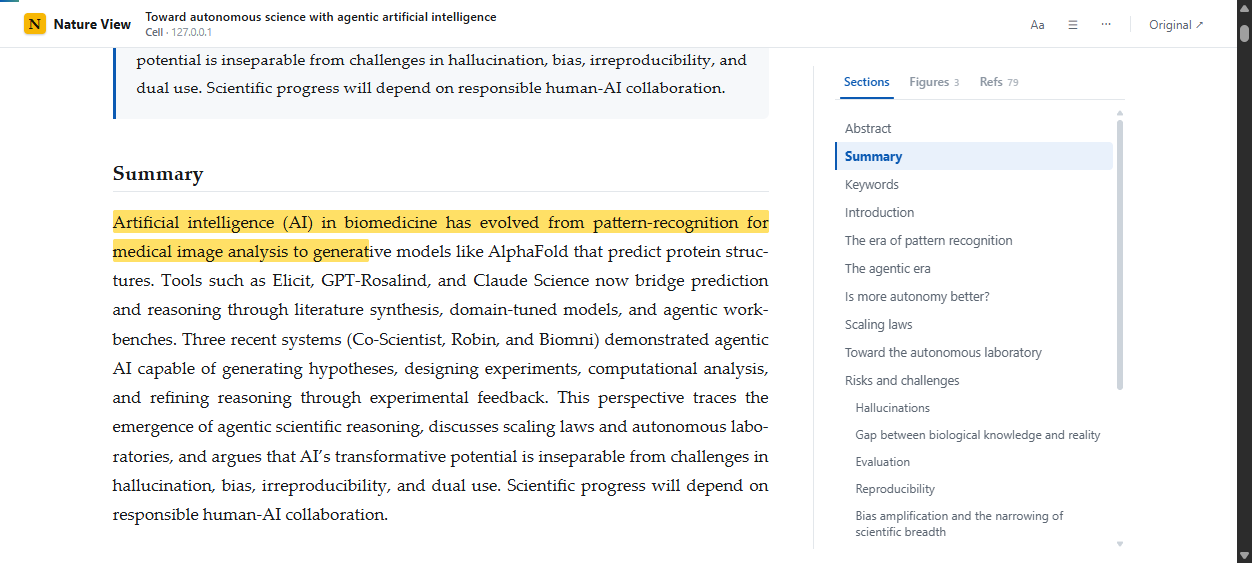 N Nature View
Toward autonomous science with agentic artificial intelligence
Cell · 127.0.0.1
Aa
Original ↗
potential is inseparable from challenges in hallucination, bias, irreproducibility, and
dual use. Scientific progress will depend on responsible human-AI collaboration.
Summary
Artificial intelligence (AI) in biomedicine has evolved from pattern-recognition for
medical image analysis to generative models like AlphaFold that predict protein struc-
tures. Tools such as Elicit, GPT-Rosalind, and Claude Science now bridge prediction
and reasoning through literature synthesis, domain-tuned models, and agentic work-
benches. Three recent systems (Co-Scientist, Robin, and Biomni) demonstrated agentic
AI capable of generating hypotheses, designing experiments, computational analysis,
and refining reasoning through experimental feedback. This perspective traces the
emergence of agentic scientific reasoning, discusses scaling laws and autonomous labo-
ratories, and argues that AI’s transformative potential is inseparable from challenges in
hallucination, bias, irreproducibility, and dual use. Scientific progress will depend on
responsible human-AI collaboration.
Sections Figures 3 Refs 79
Abstract
Summary
Keywords
Introduction
The era of pattern recognition
The agentic era
Is more autonomy better?
Scaling laws
Toward the autonomous laboratory
Risks and challenges
Hallucinations
Gap between biological knowledge and reality
Evaluation
Reproducibility
Bias amplification and the narrowing of
scientific breadth